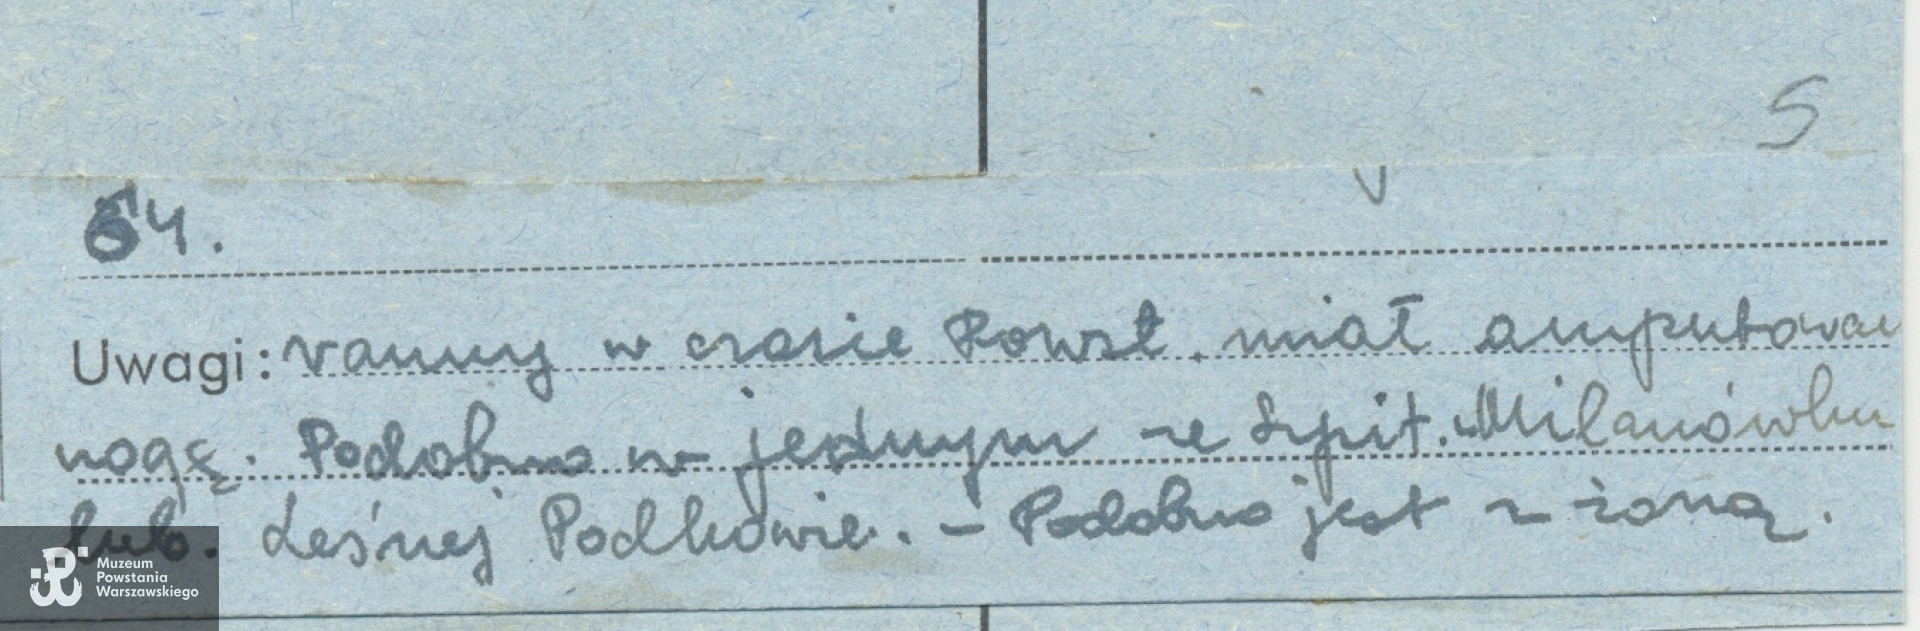 S
64.
Uwagi: ranny w czasie Powst. miał amputowan
nogę. Podobno w jednym ze Szpit. Milanówku
lub. Leśnej Podkowie. – Podobno jest z żoną.
Muzeum
Powstania
Warszawskiego